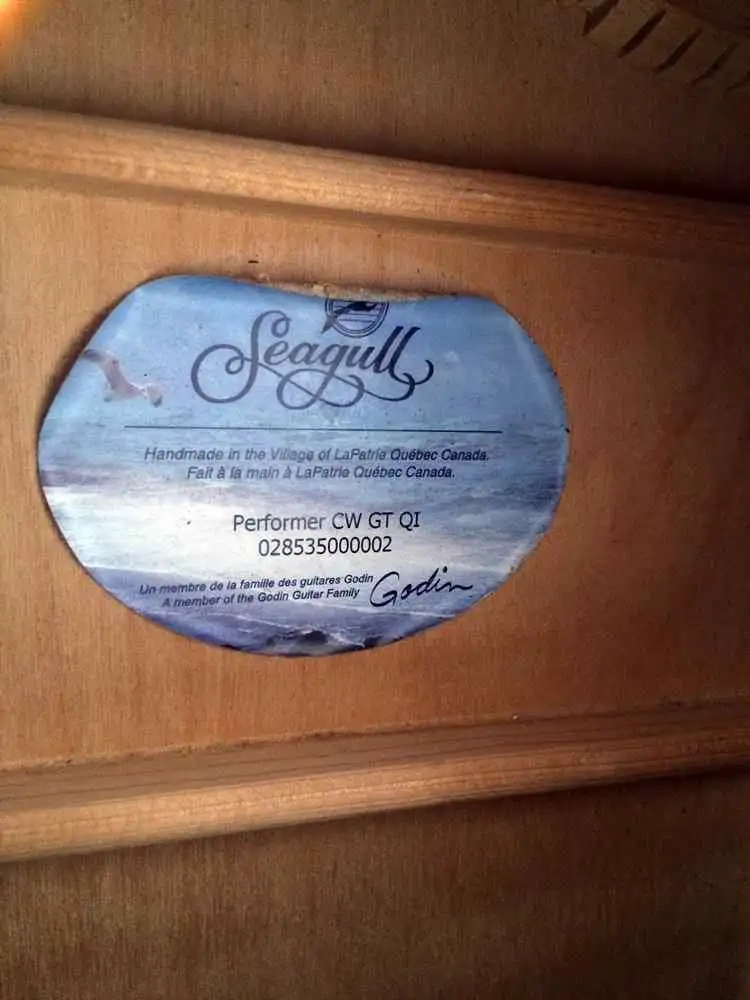 Seagull
Handmade in the Village of LaPatrie Québec Canada.
Fait à la main à LaPatrie Québec Canada.
Performer CW GT QI
028535000002
Un membre de la famille des guitares Godin
A member of the Godin Guitar Family
Godin